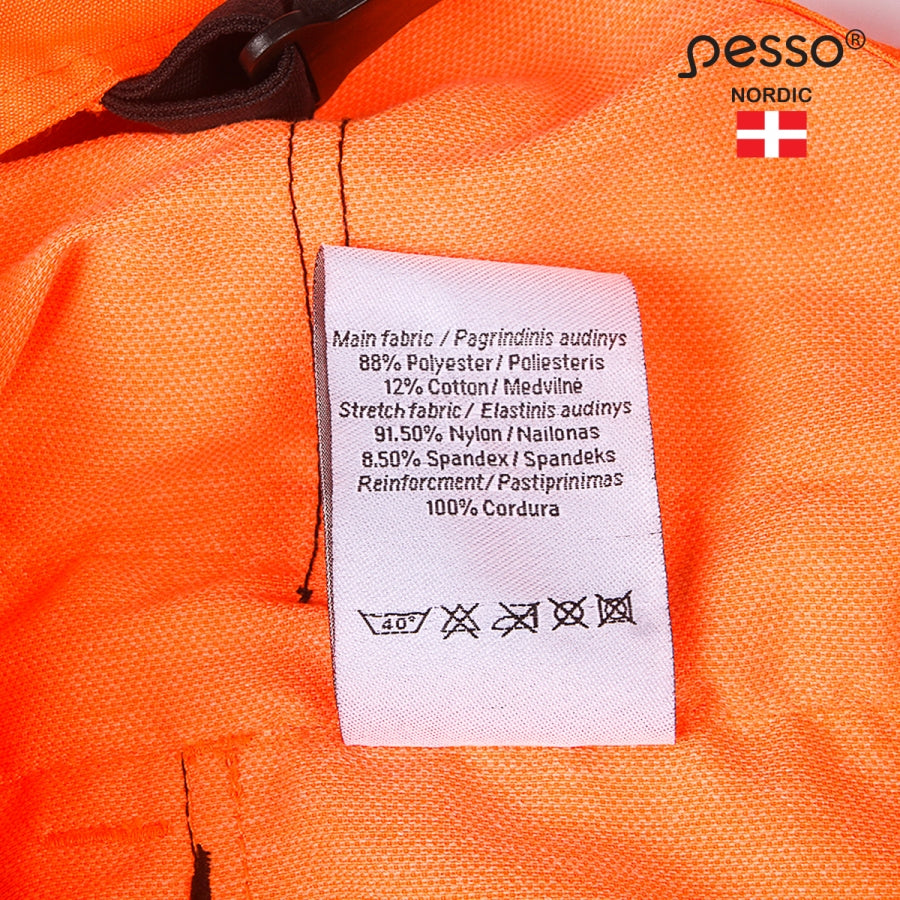 pesso®
NORDIC
Main fabric / Pagrindinis audinys
88% Polyester / Poliesteris
12% Cotton / Medvilnė
Stretch fabric / Elastinis audinys
91.50% Nylon / Nailonas
8.50% Spandex / Spandeks
Reinforcment / Pastiprinimas
100% Cordura
40°